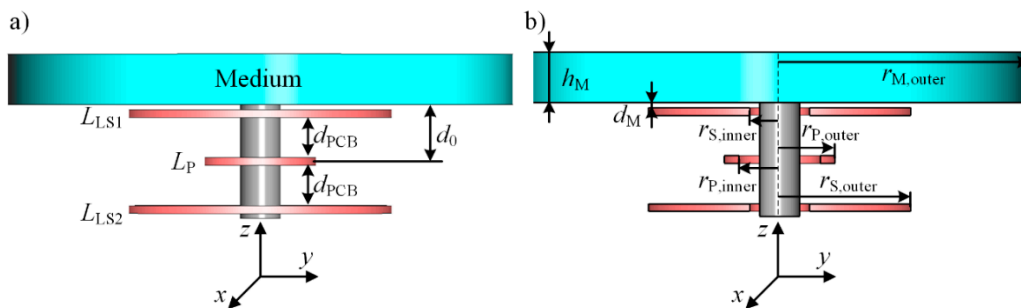 a)
Medium
L_LS1
d_PCB
d_0
L_P
d_PCB
L_LS2
z
y
x
b)
h_M
r_M,outer
d_M
r_S,inner
r_P,outer
r_P,inner
r_S,outer
z
y
x